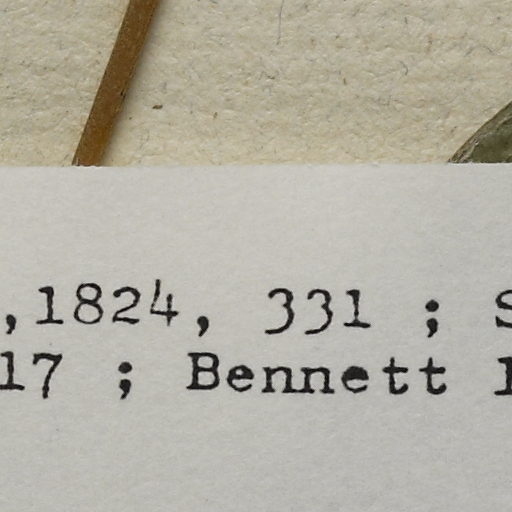 ,1824, 331 ; S
17 ; Bennett